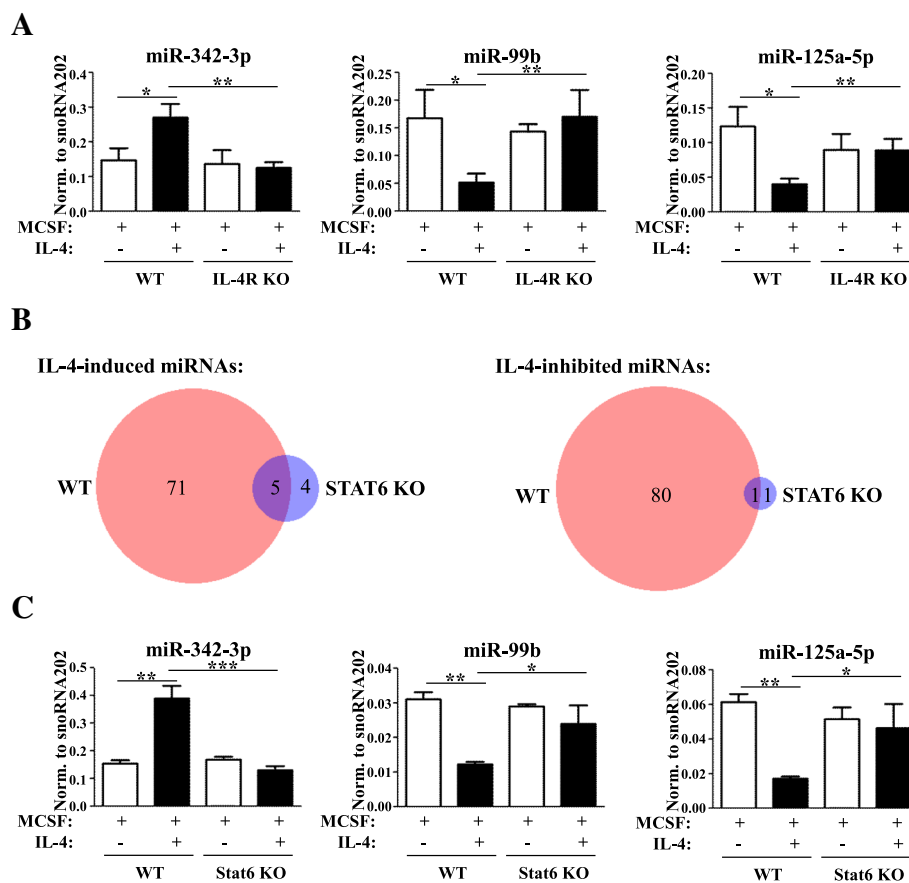 A
miR-342-3p
miR-99b
miR-125a-5p
Norm. to snoRNA202
0.4
0.3
0.2
0.1
0.0
*
**
Norm. to snoRNA202
0.25
0.20
0.15
0.10
0.05
0.00
*
**
Norm. to snoRNA202
0.20
0.15
0.10
0.05
0.00
*
**
MCSF: + + + +
IL-4: - + - +
WT IL-4R KO
MCSF: + + + +
IL-4: - + - +
WT IL-4R KO
MCSF: + + + +
IL-4: - + - +
WT IL-4R KO
B
IL-4-induced miRNAs:
WT 71 5 4 STAT6 KO
IL-4-inhibited miRNAs:
WT 80 1 1 STAT6 KO
C
miR-342-3p
miR-99b
miR-125a-5p
Norm. to snoRNA202
0.5
0.4
0.3
0.2
0.1
0.0
**
***
Norm. to snoRNA202
0.04
0.03
0.02
0.01
0.00
**
*
Norm. to snoRNA202
0.08
0.06
0.04
0.02
0.00
**
*
MCSF: + + + +
IL-4: - + - +
WT Stat6 KO
MCSF: + + + +
IL-4: - + - +
WT Stat6 KO
MCSF: + + + +
IL-4: - + - +
WT Stat6 KO